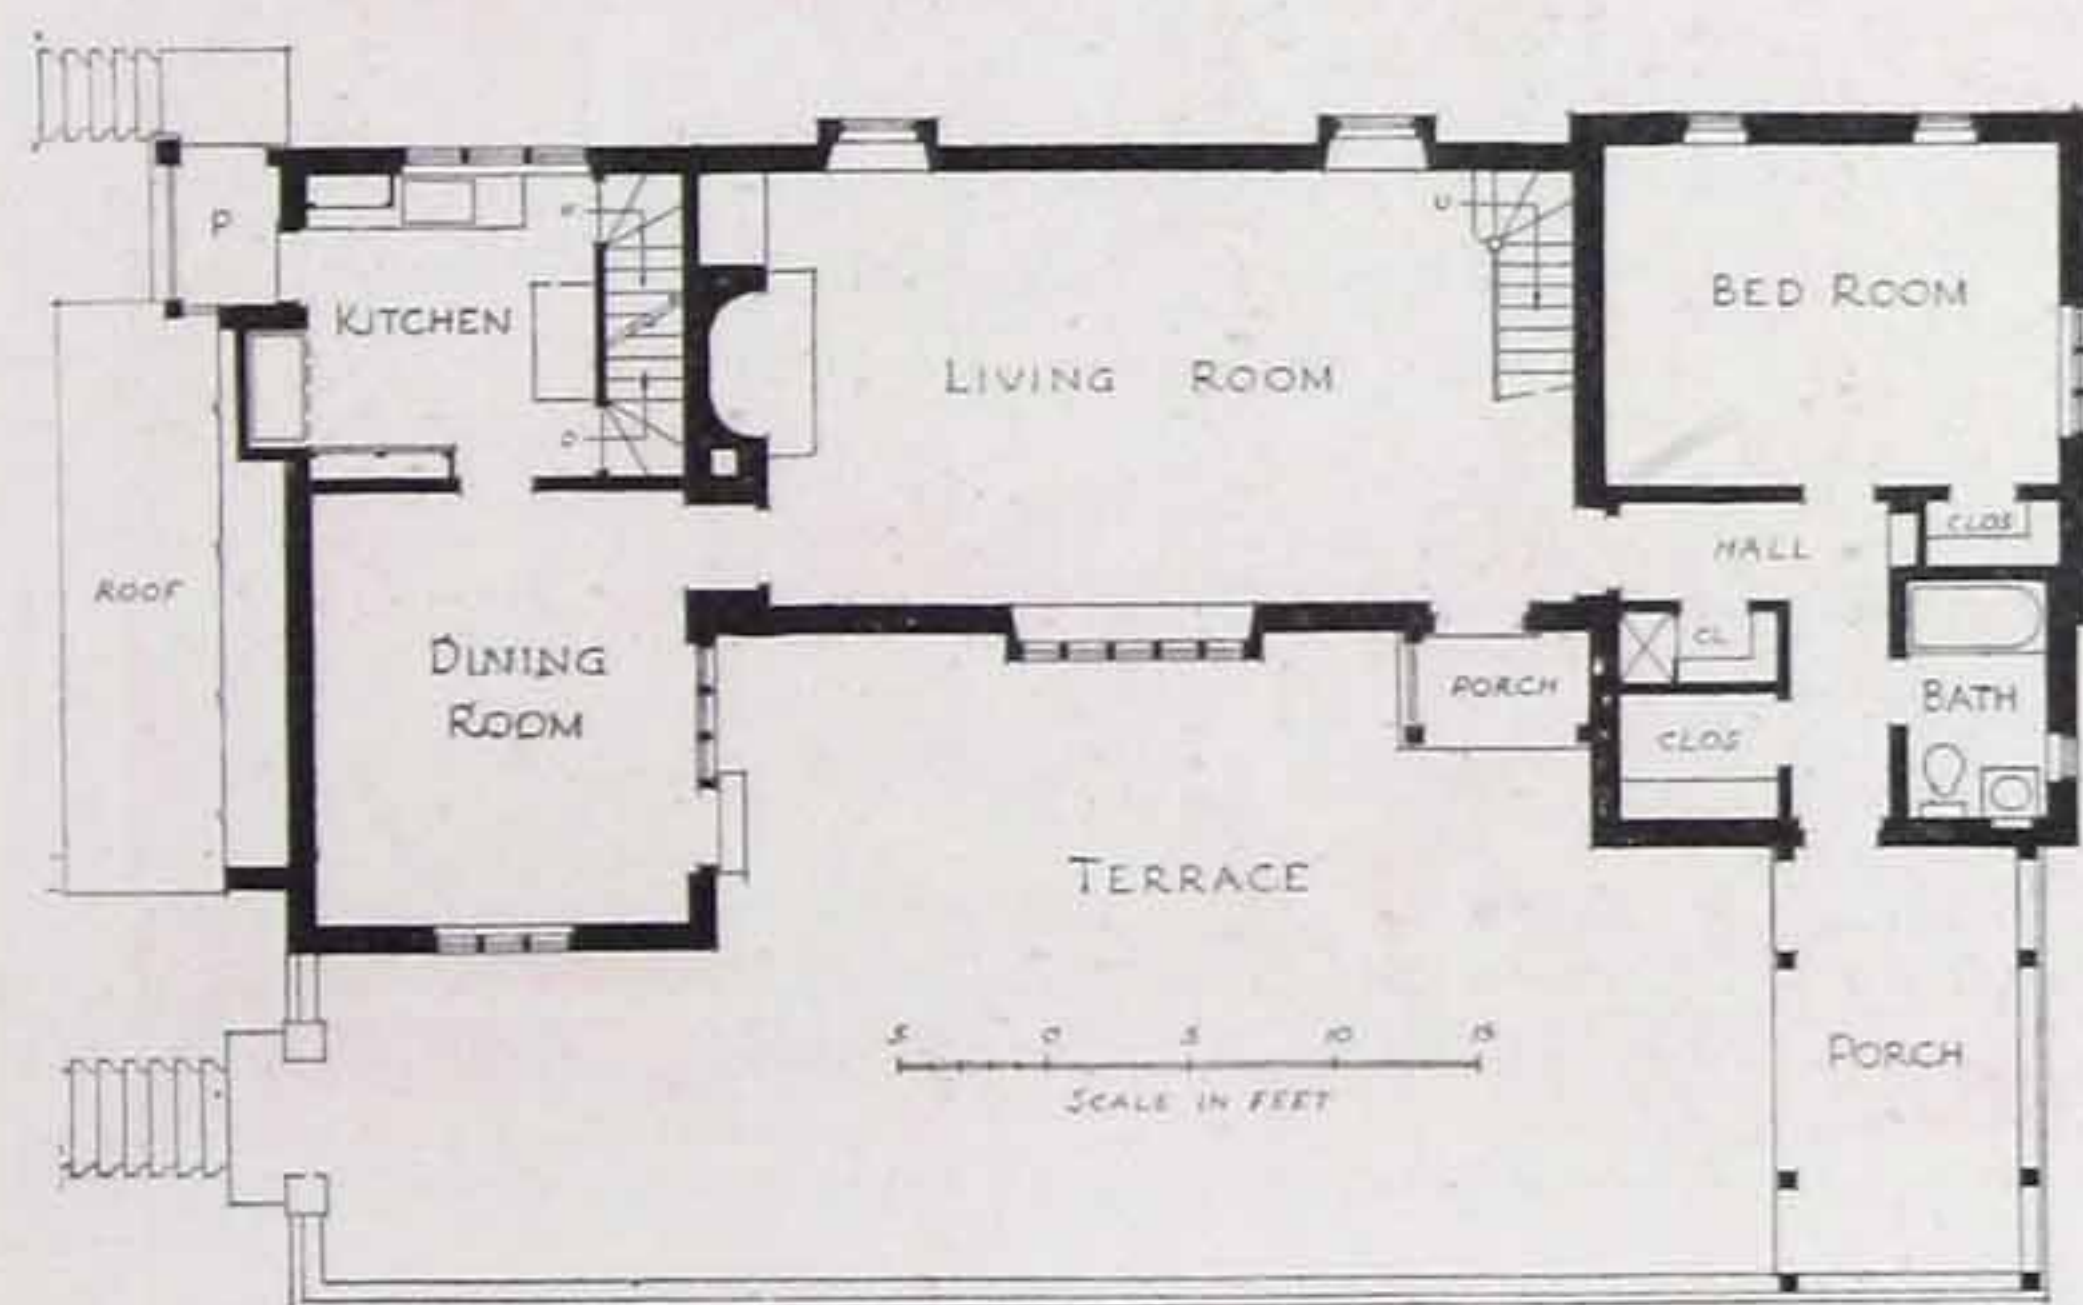 P
KITCHEN
U
D
LIVING ROOM
U
BED ROOM
CLOS
HALL
ROOF
DINING
ROOM
PORCH
CL
CLOS
BATH
TERRACE
5 0 5 10 15
SCALE IN FEET
PORCH